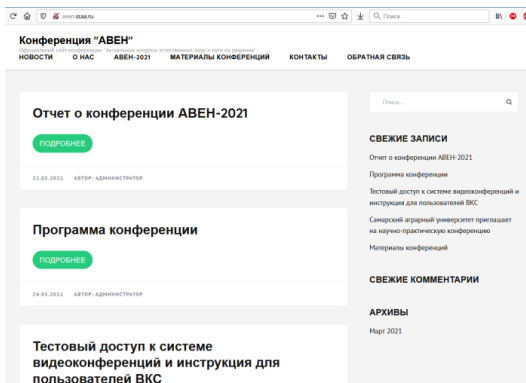 aven.ssaa.ru
Поиск
Конференция "АВЕН"
Официальный сайт конференции "Актуальные вопросы естественных наук и пути их решения"
НОВОСТИ О НАС АВЕН-2021 МАТЕРИАЛЫ КОНФЕРЕНЦИЙ КОНТАКТЫ ОБРАТНАЯ СВЯЗЬ
Отчет о конференции АВЕН-2021
ПОДРОБНЕЕ
31.03.2021 АВТОР: АДМИНИСТРАТОР
Программа конференции
ПОДРОБНЕЕ
24.03.2021 АВТОР: АДМИНИСТРАТОР
Тестовый доступ к системе
видеоконференций и инструкция для
пользователей ВКС
Поиск...
СВЕЖИЕ ЗАПИСИ
Отчет о конференции АВЕН-2021
Программа конференции
Тестовый доступ к системе видеоконференций и
инструкция для пользователей ВКС
Самарский аграрный университет приглашает
на научно-практическую конференцию
Материалы конференций
СВЕЖИЕ КОММЕНТАРИИ
АРХИВЫ
Март 2021